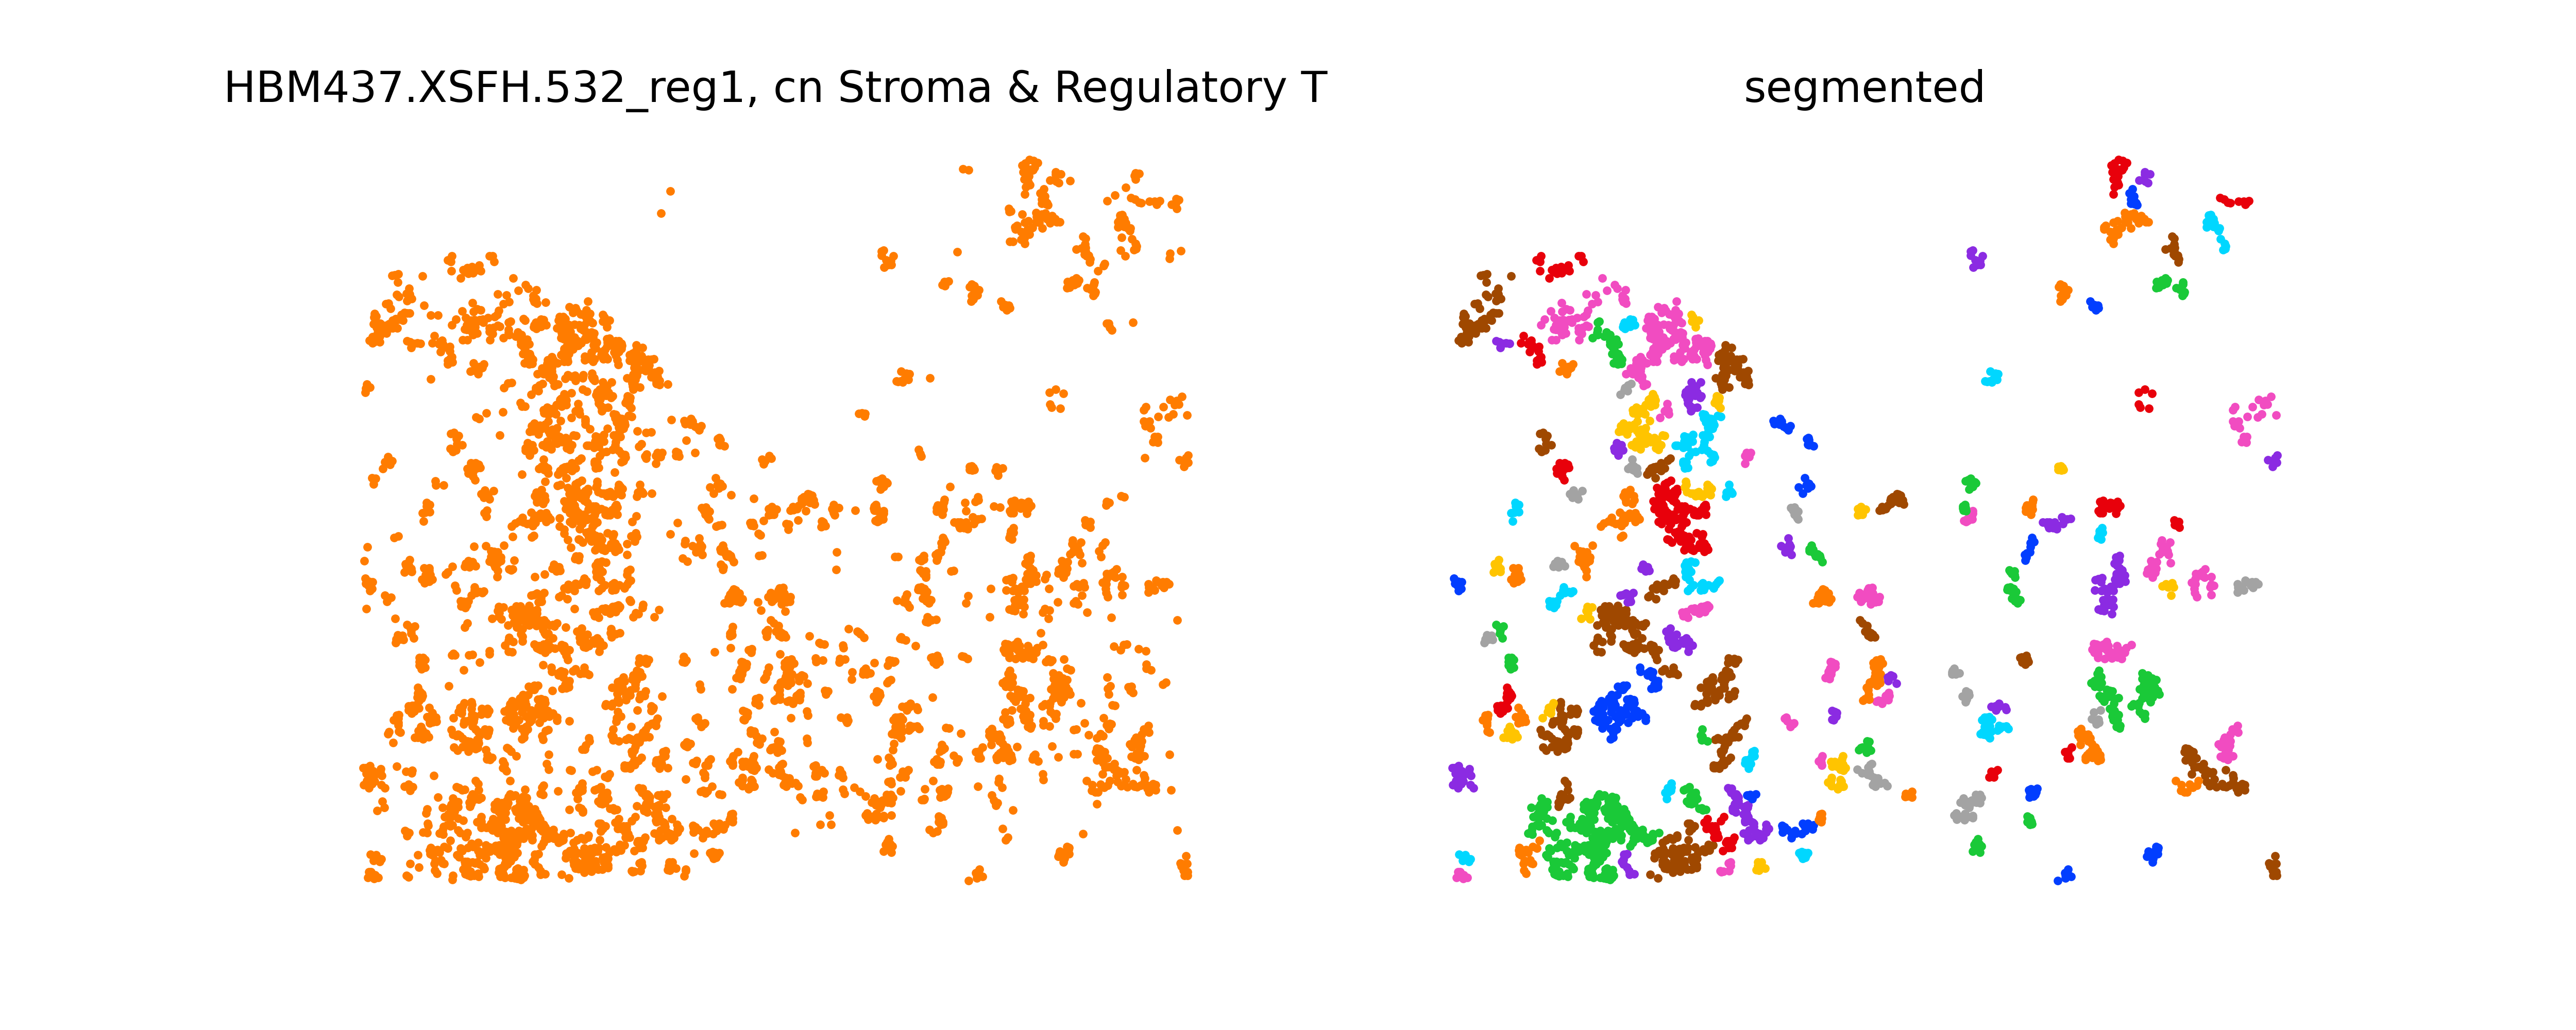 HBM437.XSFH.532_reg1, cn Stroma & Regulatory T
segmented